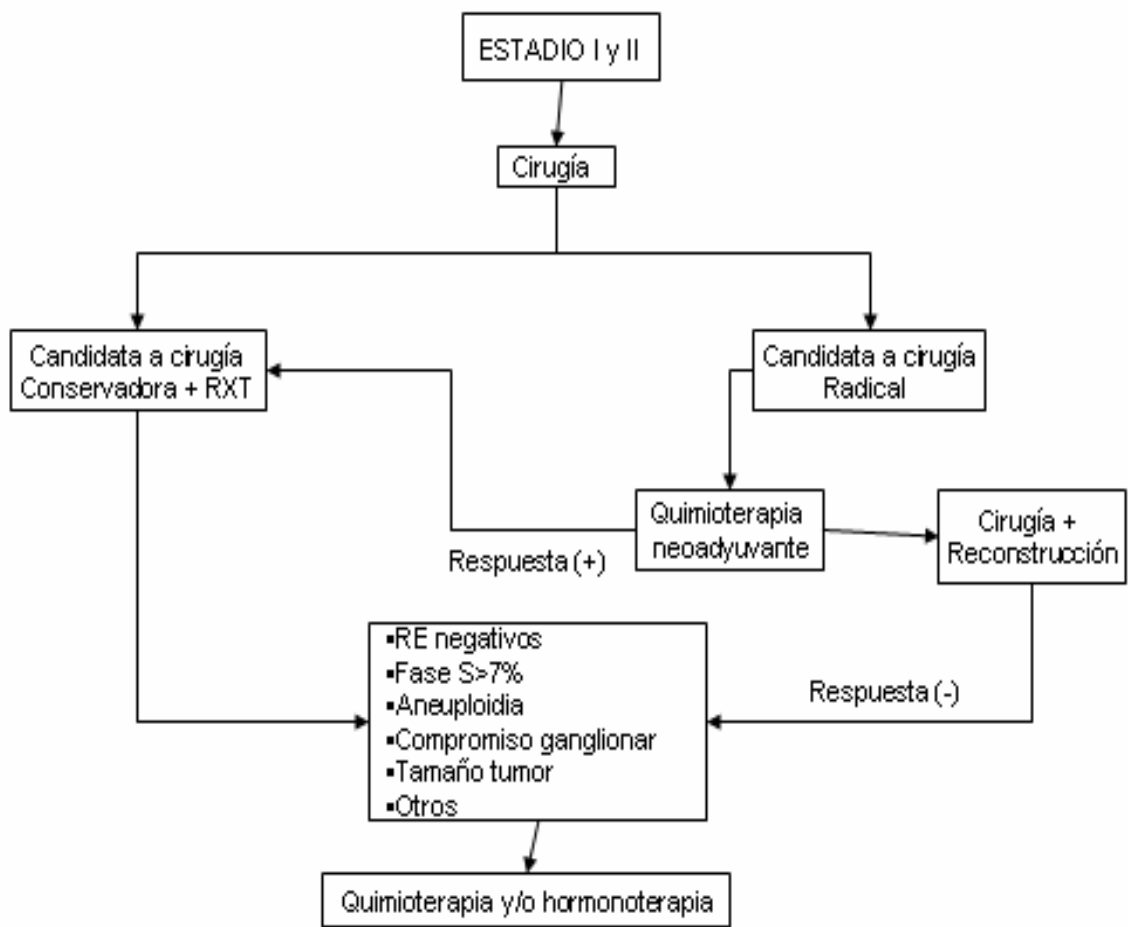 ESTADIO I y II
Cirugía
Candidata a cirugía
Conservadora + RXT
Candidata a cirugía
Radical
Quimioterapia
neoadyuvante
Cirugía +
Reconstrucción
Respuesta (+)
▪RE negativos
▪Fase S>7%
▪Aneuploidia
▪Compromiso ganglionar
▪Tamaño tumor
▪Otros
Respuesta (-)
Quimioterapia y/o hormonoterapia